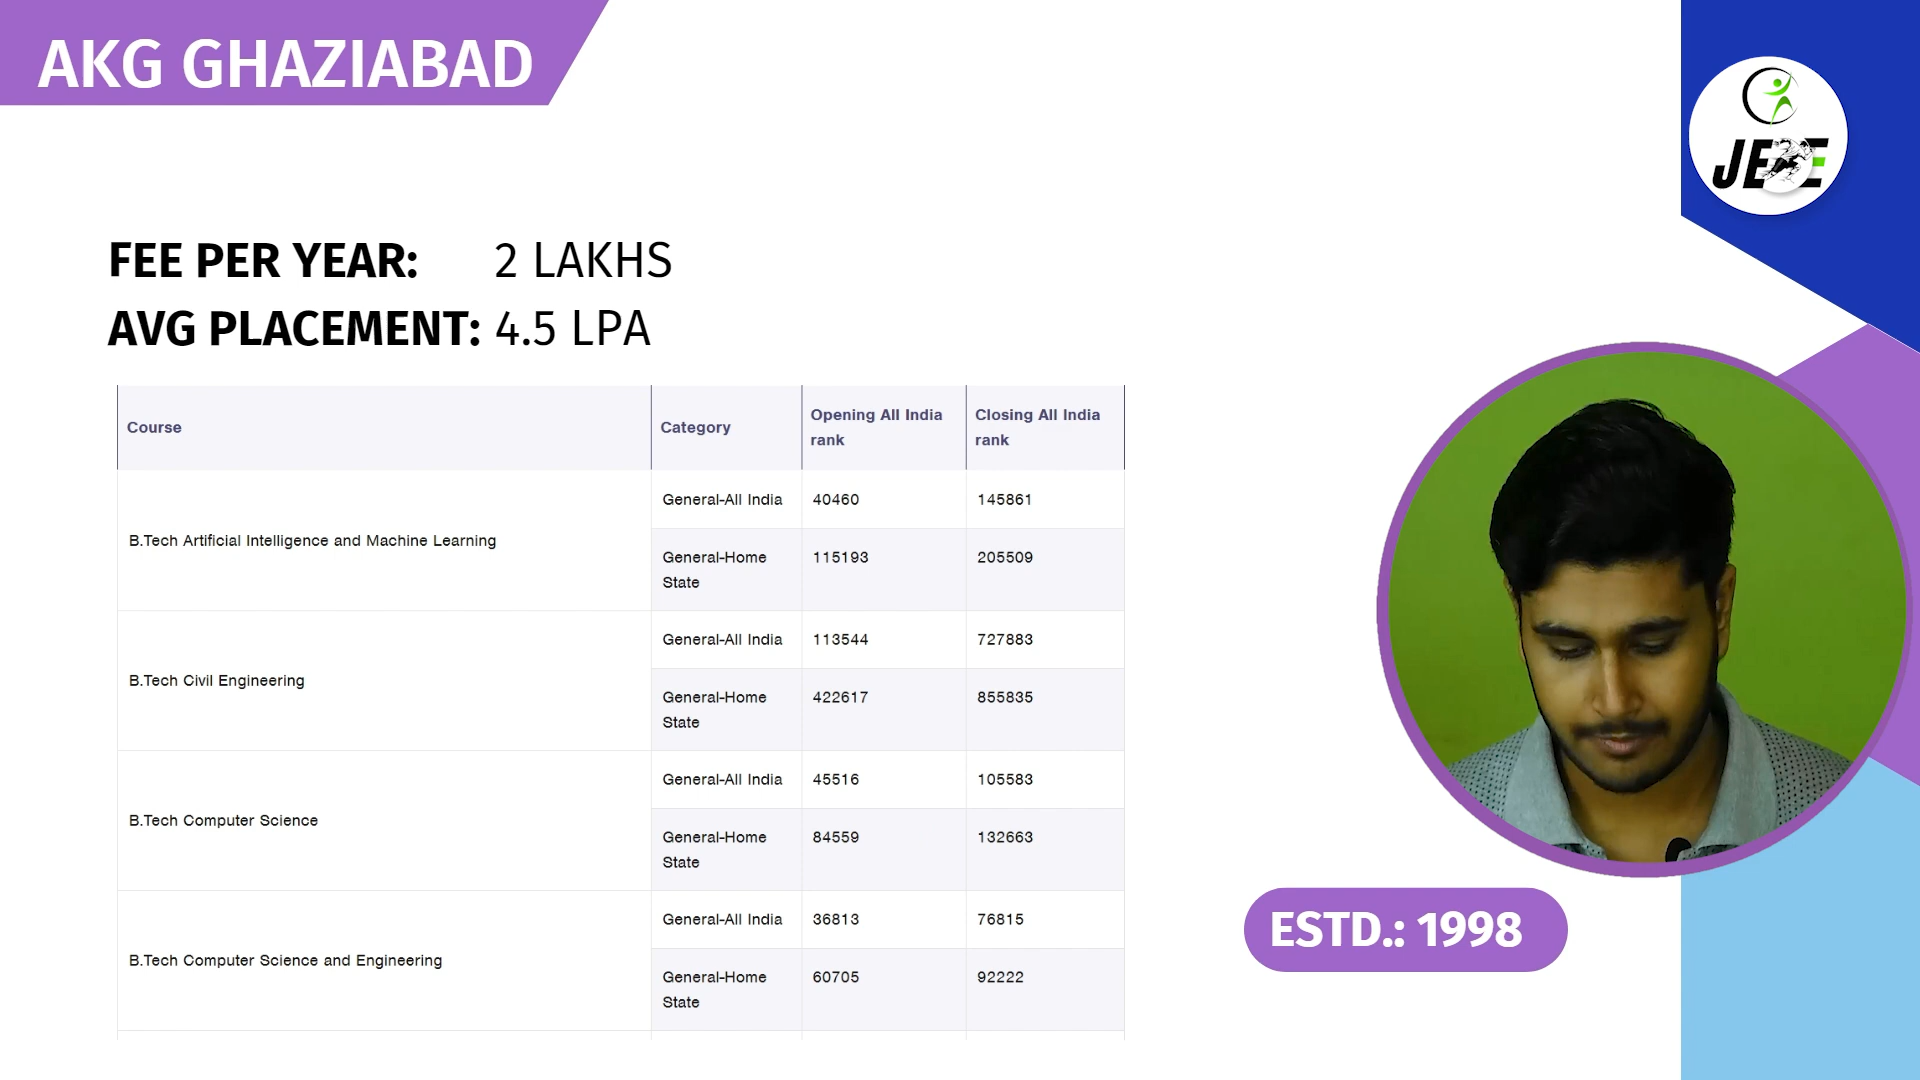 AKG GHAZIABAD
FEE PER YEAR: 2 LAKHS
AVG PLACEMENT: 4.5 LPA
Course Category Opening All India rank Closing All India rank
B.Tech Artificial Intelligence and Machine Learning
General-All India 40460 145861
General-Home State 115193 205509
B.Tech Civil Engineering
General-All India 113544 727883
General-Home State 422617 855835
B.Tech Computer Science
General-All India 45516 105583
General-Home State 84559 132663
B.Tech Computer Science and Engineering
General-All India 36813 76815
General-Home State 60705 92222
ESTD.: 1998